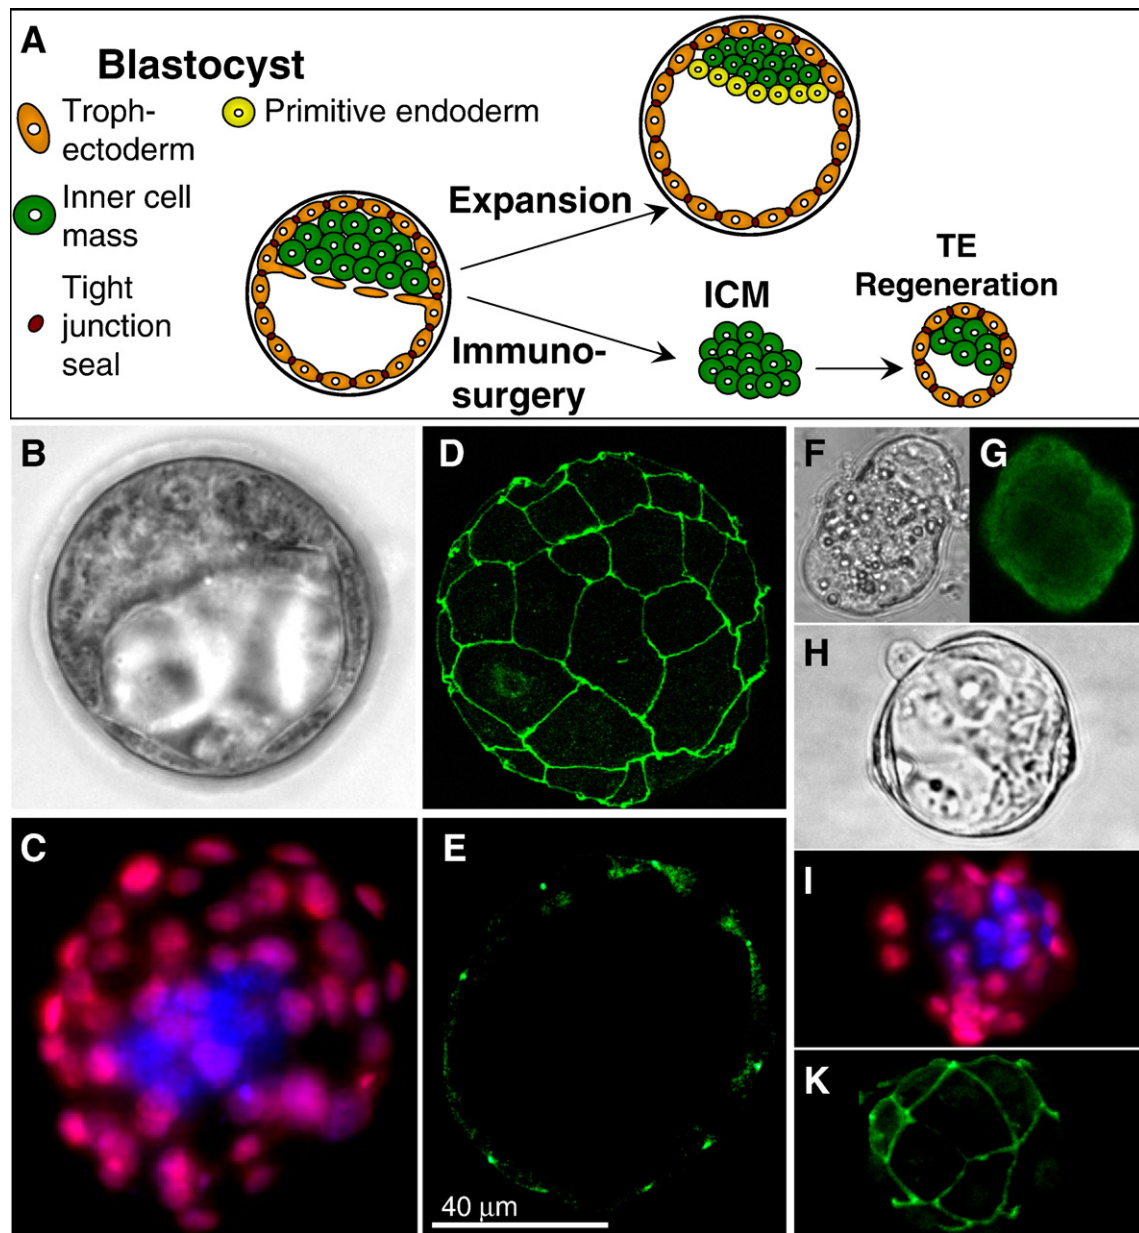 A
Blastocyst
Troph-
ectoderm
Primitive endoderm
Inner cell
mass
Tight
junction
seal
Expansion
Immuno-
surgery
ICM
TE
Regeneration
B
D
F
G
H
C
E
I
K
40 μm